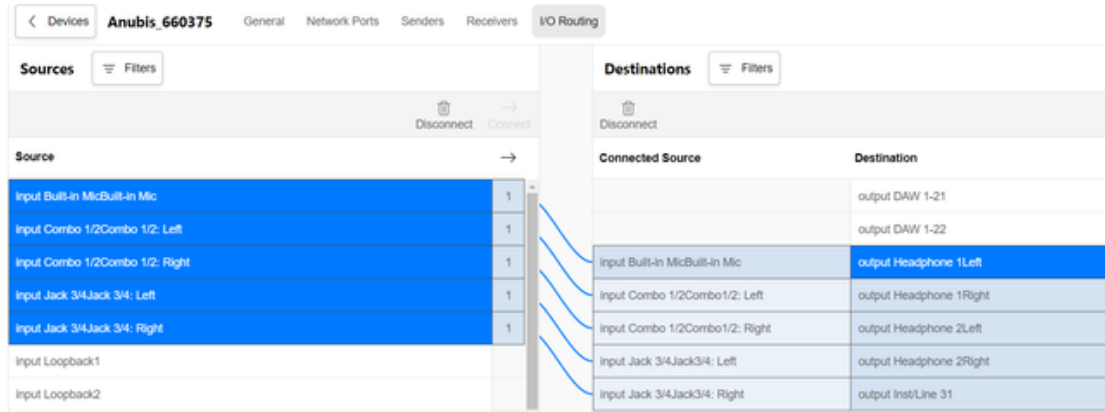 Devices Anubis_660375 General Network Ports Senders Receivers I/O Routing
Sources Filters Destinations Filters
Disconnect Connect Disconnect
Source → Connected Source Destination
input Built-in MicBuilt-in Mic 1 output DAW 1-21
input Combo 1/2Combo 1/2: Left 1 output DAW 1-22
input Combo 1/2Combo 1/2: Right 1 input Built-in MicBuilt-in Mic output Headphone 1Left
input Jack 3/4Jack 3/4: Left 1 input Combo 1/2Combo1/2: Left output Headphone 1Right
input Jack 3/4Jack 3/4: Right 1 input Combo 1/2Combo1/2: Right output Headphone 2Left
input Loopback1 input Jack 3/4Jack3/4: Left output Headphone 2Right
input Loopback2 input Jack 3/4Jack3/4: Right output Inst/Line 31